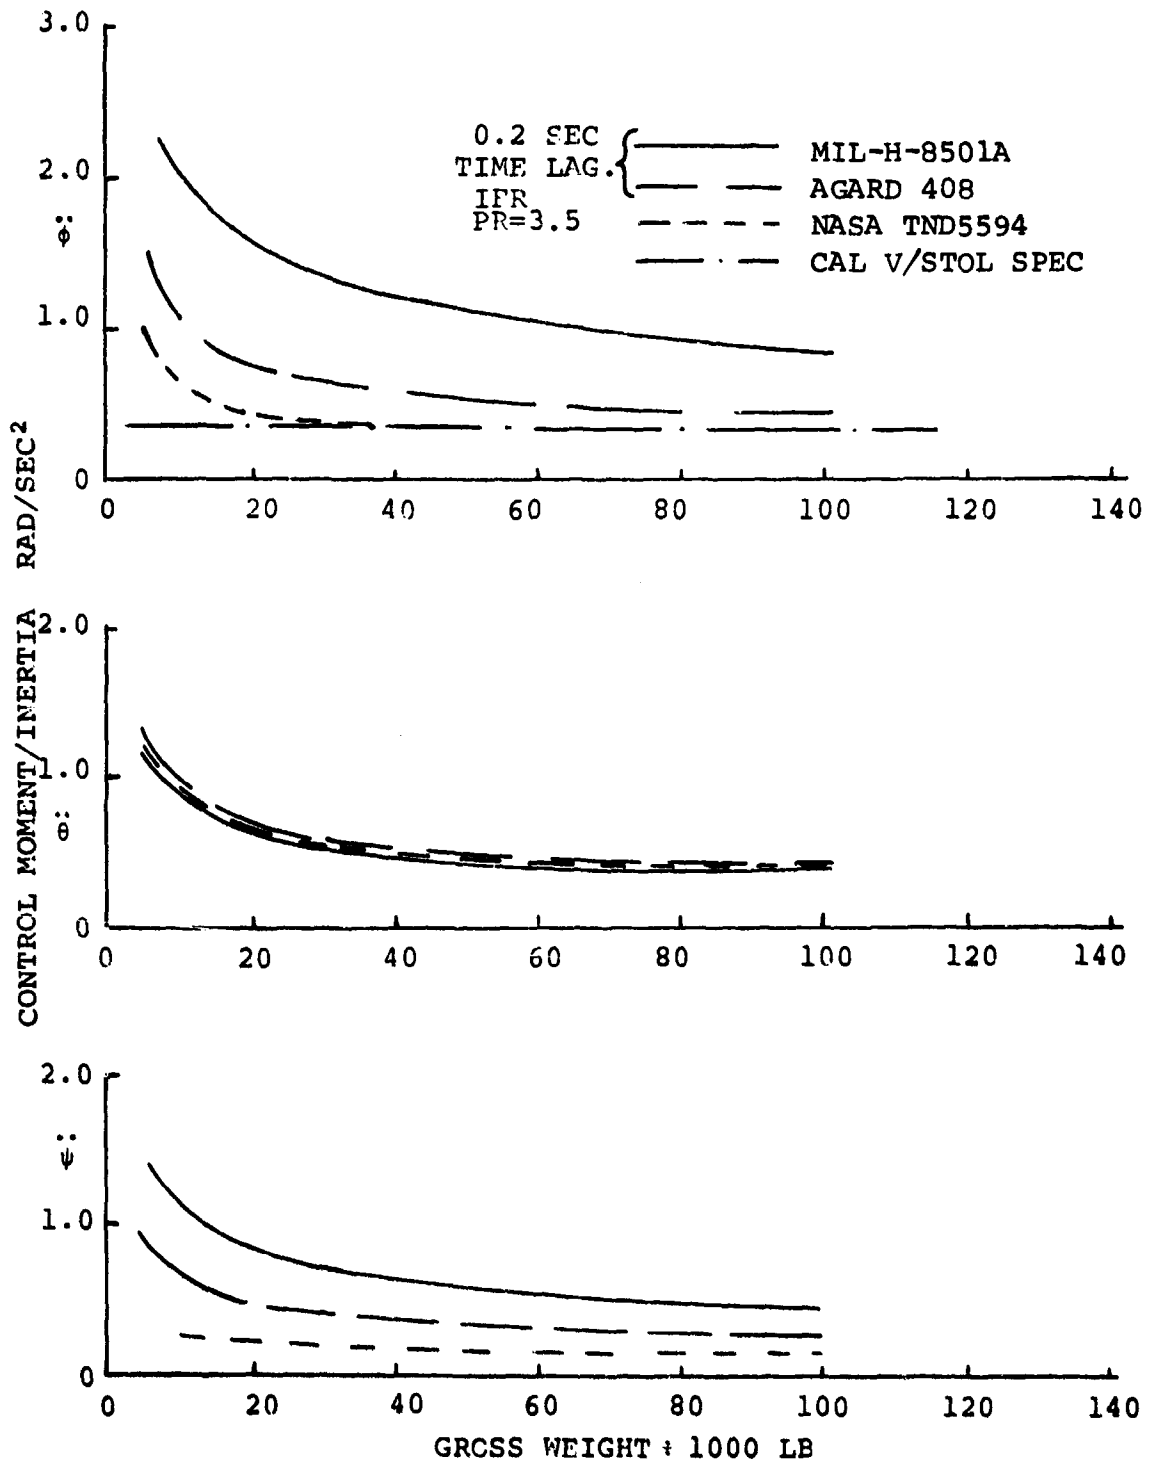 3.0
2.0
1.0
0
φ̈
0 20 40 60 80 100 120 140
0.2 SEC
TIME LAG.
IFR
PR=3.5
MIL-H-8501A
AGARD 408
NASA TND5594
CAL V/STOL SPEC
CONTROL MOMENT/INERTIA RAD/SEC²
2.0
1.0
0
θ̈
0 20 40 60 80 100 120 140
2.0
1.0
0
ψ̈
0 20 40 60 80 100 120 140
GROSS WEIGHT ÷ 1000 LB